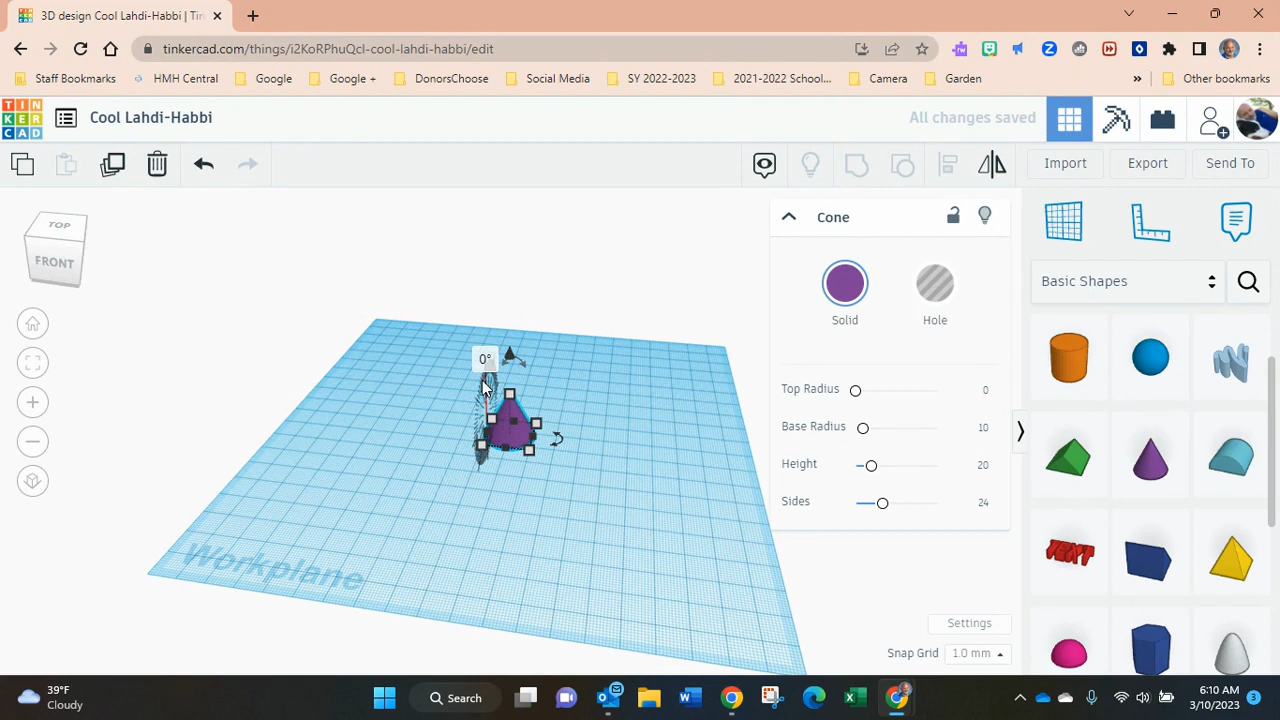 3D design Cool Lahdi-Habbi | Tin
tinkercad.com/things/i2KoRPhuQcl-cool-lahdi-habbi/edit
Staff Bookmarks
HMH Central
Google
Google +
DonorsChoose
Social Media
SY 2022-2023
2021-2022 School...
Camera
Garden
»
Other bookmarks
TIN
KER
CAD
Cool Lahdi-Habbi
All changes saved
Import
Export
Send To
TOP
FRONT
Cone
Solid
Hole
Top Radius 0
Base Radius 10
Height 20
Sides 24
Basic Shapes
0°
TEXT
Workplane
Settings
Snap Grid 1.0 mm
39°F
Cloudy
Search
6:10 AM
3/10/2023
3